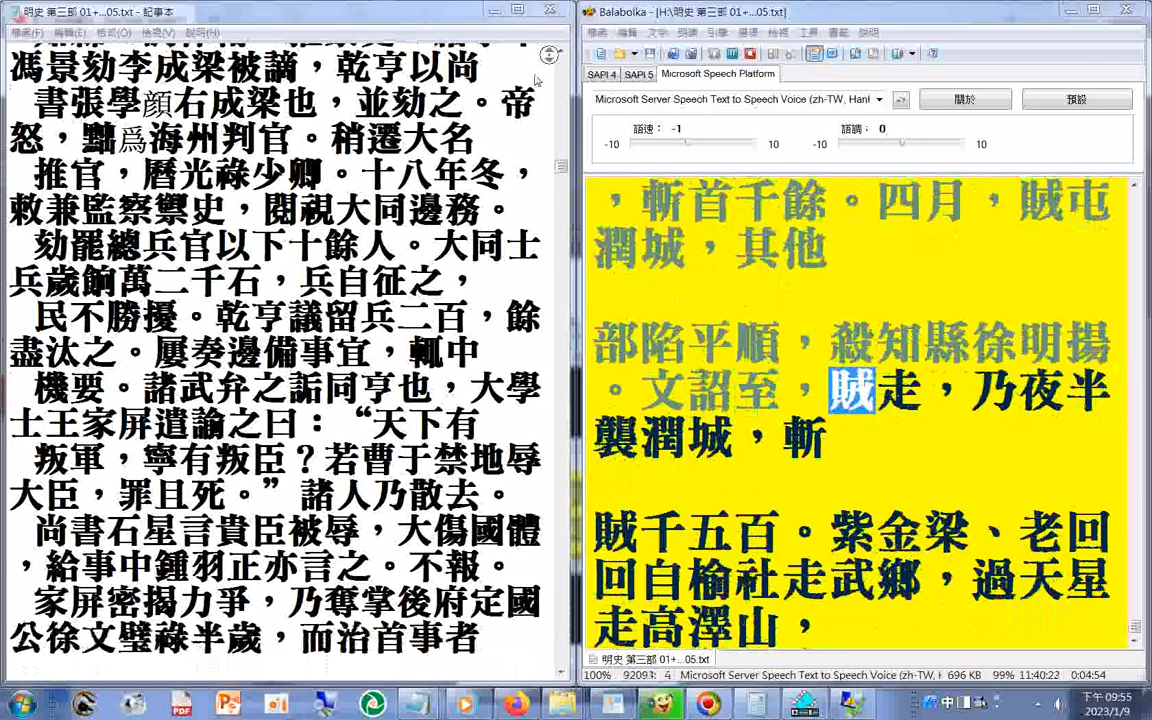 明史 第三部 01+...05.txt - 記事本
檔案(F) 編輯(E) 格式(O) 檢視(V) 說明(H)
馮景劾李成梁被謫，乾亨以尚
書張學顏右成梁也，並劾之。帝
怒，黜爲海州判官。稍遷大名
推官，曆光祿少卿。十八年冬，
敕兼監察禦史，閱視大同邊務。
劾罷總兵官以下十餘人。大同士
兵歲餉萬二千石，兵自征之，
民不勝擾。乾亨議留兵二百，餘
盡汰之。屢奏邊備事宜，輒中
機要。諸武弁之詬同亨也，大學
士王家屏遣諭之曰：“天下有
叛軍，寧有叛臣？若曹于禁地辱
大臣，罪且死。”諸人乃散去。
尚書石星言貴臣被辱，大傷國體
，給事中鍾羽正亦言之。不報。
家屏密揭力爭，乃奪掌後府定國
公徐文璧祿半歲，而治首事者
Balabolka - [H:\明史 第三部 01+...05.txt]
SAPI 4 SAPI 5 Microsoft Speech Platform
Microsoft Server Speech Text to Speech Voice (zh-TW, Han
關於 預設
語速： -1 語調： 0
-10 10 -10 10
，斬首千餘。四月，賊屯
潤城，其他
部陷平順，殺知縣徐明揚
。文詔至，賊走，乃夜半
襲潤城，斬
賊千五百。紫金梁、老回
回自榆社走武鄉，過天星
走高澤山，
明史 第三部 01+...05.txt
100% 92093: 4 Microsoft Server Speech Text to Speech Voice (zh-TW, Hanl 696 KB 99% 11:40:22 0:04:54
中
下午 09:55
2023/1/9